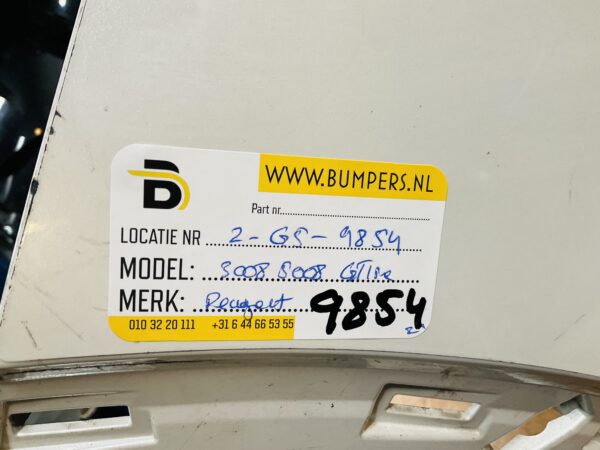 WWW.BUMPERS.NL
Part nr
LOCATIE NR 2-G5-9854
MODEL: 3008 5008 GTline
MERK: Peugeot 9854
010 32 20 111 +31 6 44 66 53 55